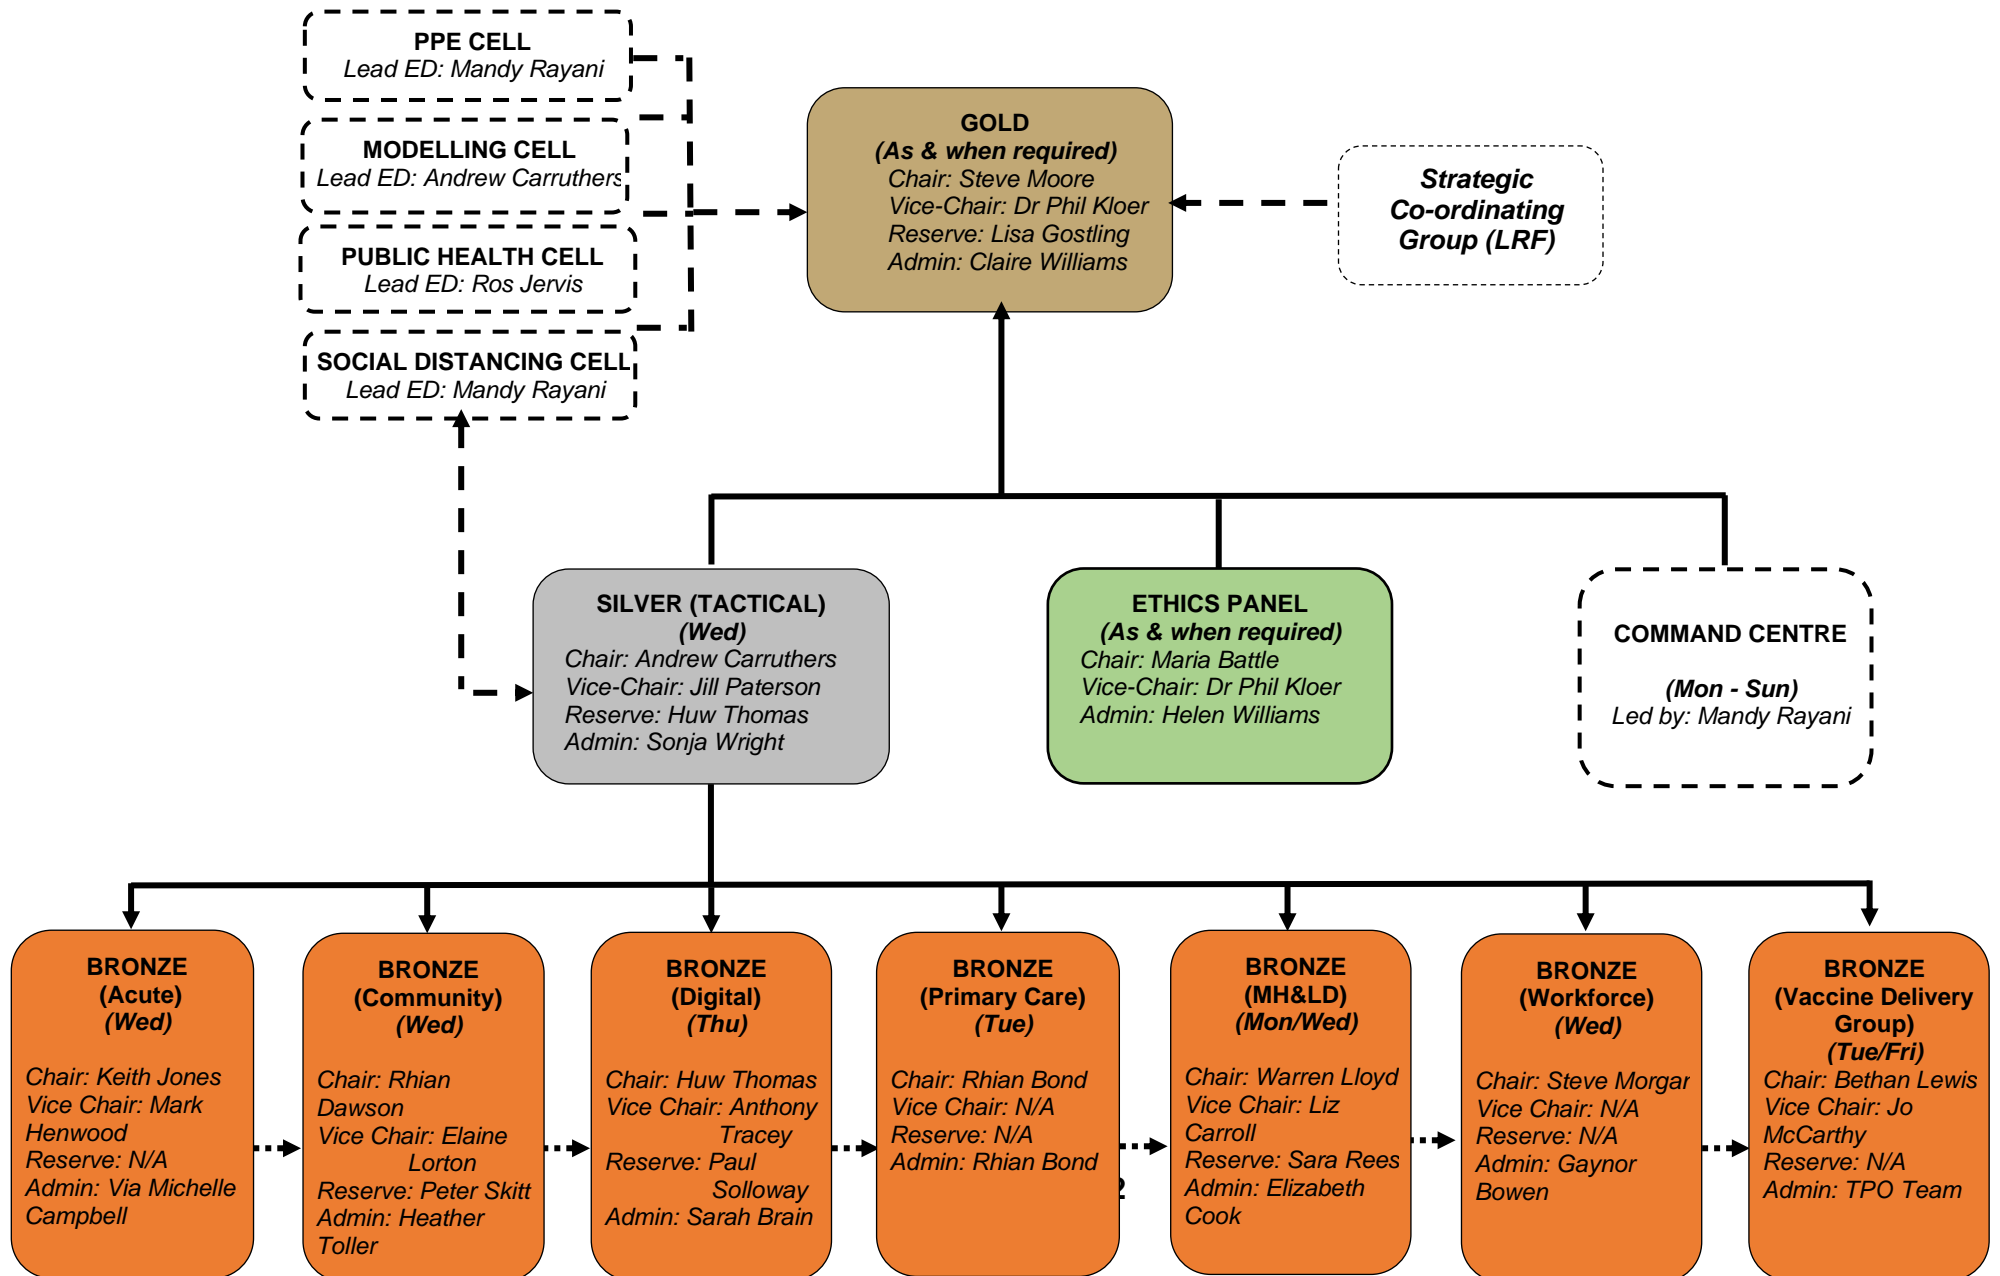 PPE CELL
Lead ED: Mandy Rayani
MODELLING CELL
Lead ED: Andrew Carruthers
PUBLIC HEALTH CELL
Lead ED: Ros Jervis
SOCIAL DISTANCING CELL
Lead ED: Mandy Rayani
GOLD
(As & when required)
Chair: Steve Moore
Vice-Chair: Dr Phil Kloer
Reserve: Lisa Gostling
Admin: Claire Williams
Strategic
Co-ordinating
Group (LRF)
SILVER (TACTICAL)
(Wed)
Chair: Andrew Carruthers
Vice-Chair: Jill Paterson
Reserve: Huw Thomas
Admin: Sonja Wright
ETHICS PANEL
(As & when required)
Chair: Maria Battle
Vice-Chair: Dr Phil Kloer
Admin: Helen Williams
COMMAND CENTRE
(Mon - Sun)
Led by: Mandy Rayani
BRONZE
(Acute)
(Wed)
Chair: Keith Jones
Vice Chair: Mark
Henwood
Reserve: N/A
Admin: Via Michelle
Campbell
BRONZE
(Community)
(Wed)
Chair: Rhian
Dawson
Vice Chair: Elaine
Lorton
Reserve: Peter Skitt
Admin: Heather
Toller
BRONZE
(Digital)
(Thu)
Chair: Huw Thomas
Vice Chair: Anthony
Tracey
Reserve: Paul
Solloway
Admin: Sarah Brain
BRONZE
(Primary Care)
(Tue)
Chair: Rhian Bond
Vice Chair: N/A
Reserve: N/A
Admin: Rhian Bond
2
BRONZE
(MH&LD)
(Mon/Wed)
Chair: Warren Lloyd
Vice Chair: Liz
Carroll
Reserve: Sara Rees
Admin: Elizabeth
Cook
BRONZE
(Workforce)
(Wed)
Chair: Steve Morgan
Vice Chair: N/A
Reserve: N/A
Admin: Gaynor
Bowen
BRONZE
(Vaccine Delivery
Group)
(Tue/Fri)
Chair: Bethan Lewis
Vice Chair: Jo
McCarthy
Reserve: N/A
Admin: TPO Team